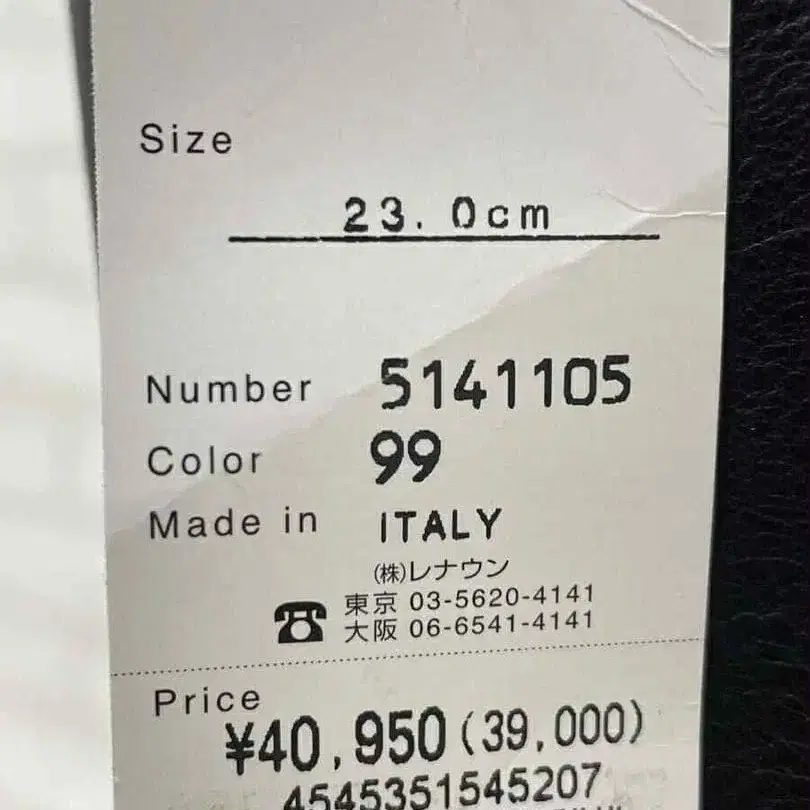 Size
23.0cm
Number 5141105
Color 99
Made in ITALY
(株)レナウン
☎ 東京 03-5620-4141
大阪 06-6541-4141
Price
¥40,950(39,000)
4545351545207